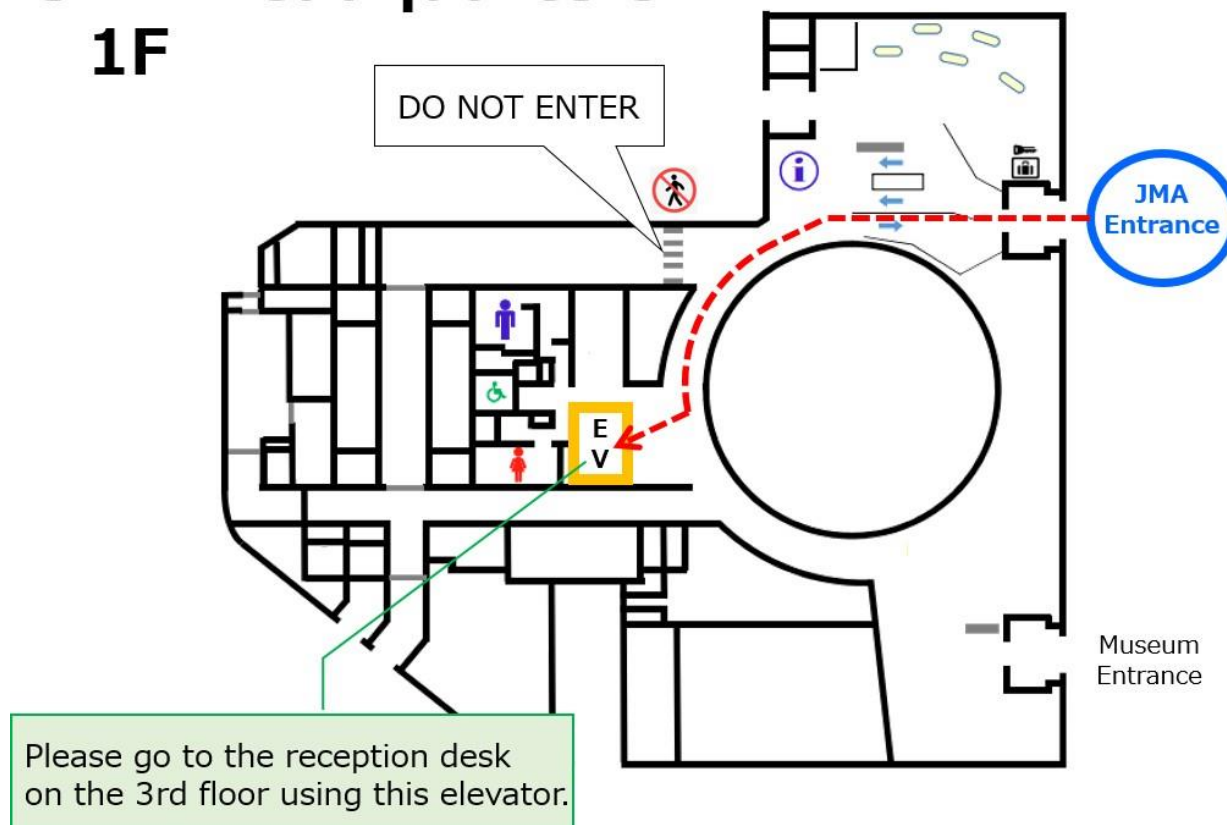 1F
DO NOT ENTER
i
JMA
Entrance
E
V
Museum
Entrance
Please go to the reception desk
on the 3rd floor using this elevator.